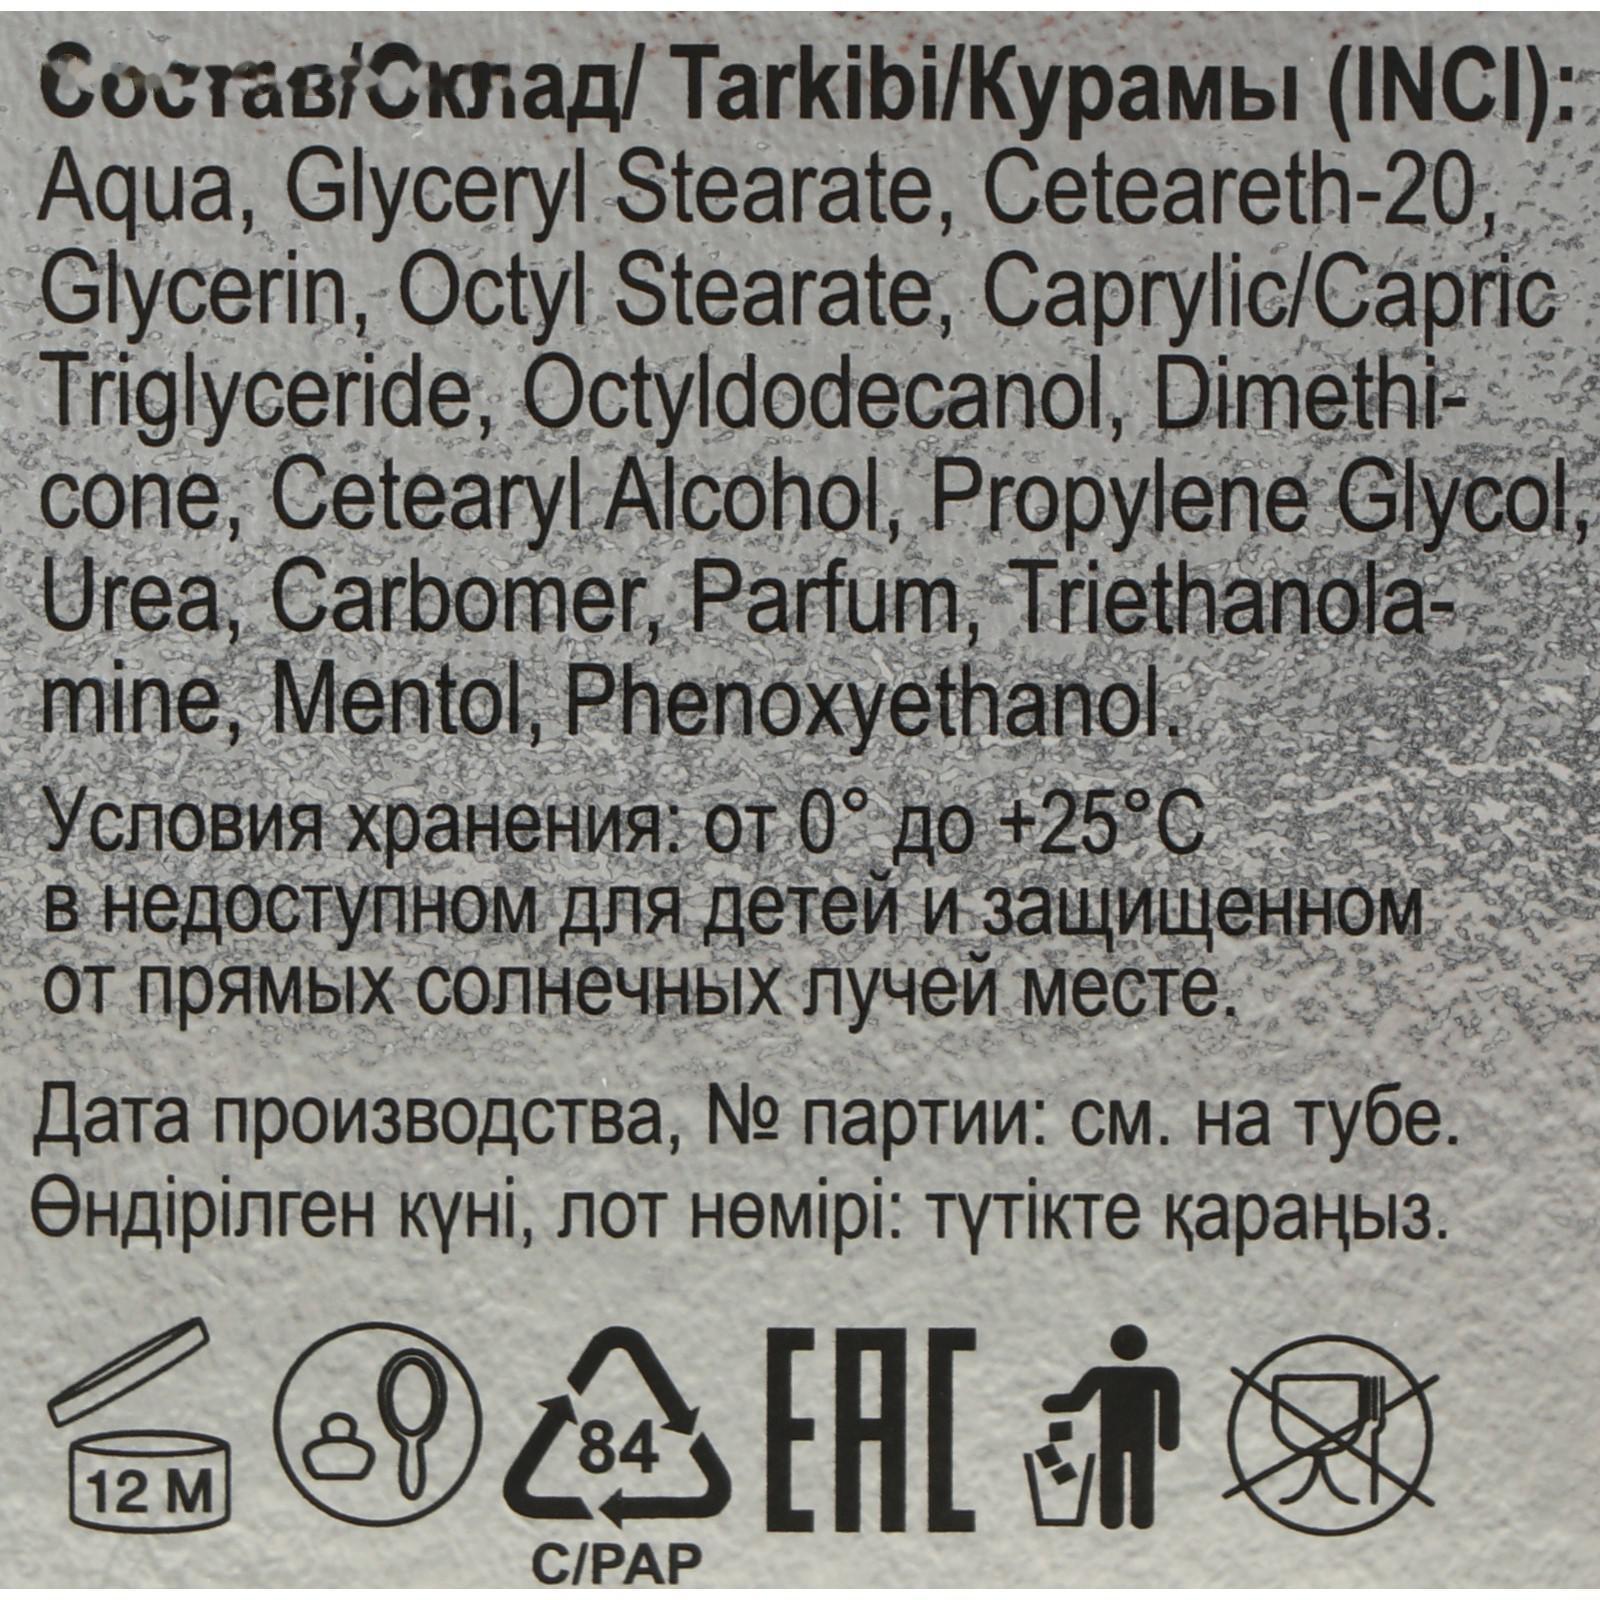 Состав/Склад/ Tarkibi/Курамы (INCI):
Aqua, Glyceryl Stearate, Ceteareth-20,
Glycerin, Octyl Stearate, Caprylic/Capric
Triglyceride, Octyldodecanol, Dimethi-
cone, Cetearyl Alcohol, Propylene Glycol,
Urea, Carbomer, Parfum, Triethanola-
mine, Mentol, Phenoxyethanol.
Условия хранения: от 0° до +25°C
в недоступном для детей и защищенном
от прямых солнечных лучей месте.
Дата производства, № партии: см. на тубе.
Өндірілген күні, лот нөмірі: түтікте қараңыз.
12 M
84
C/PAP
EAC